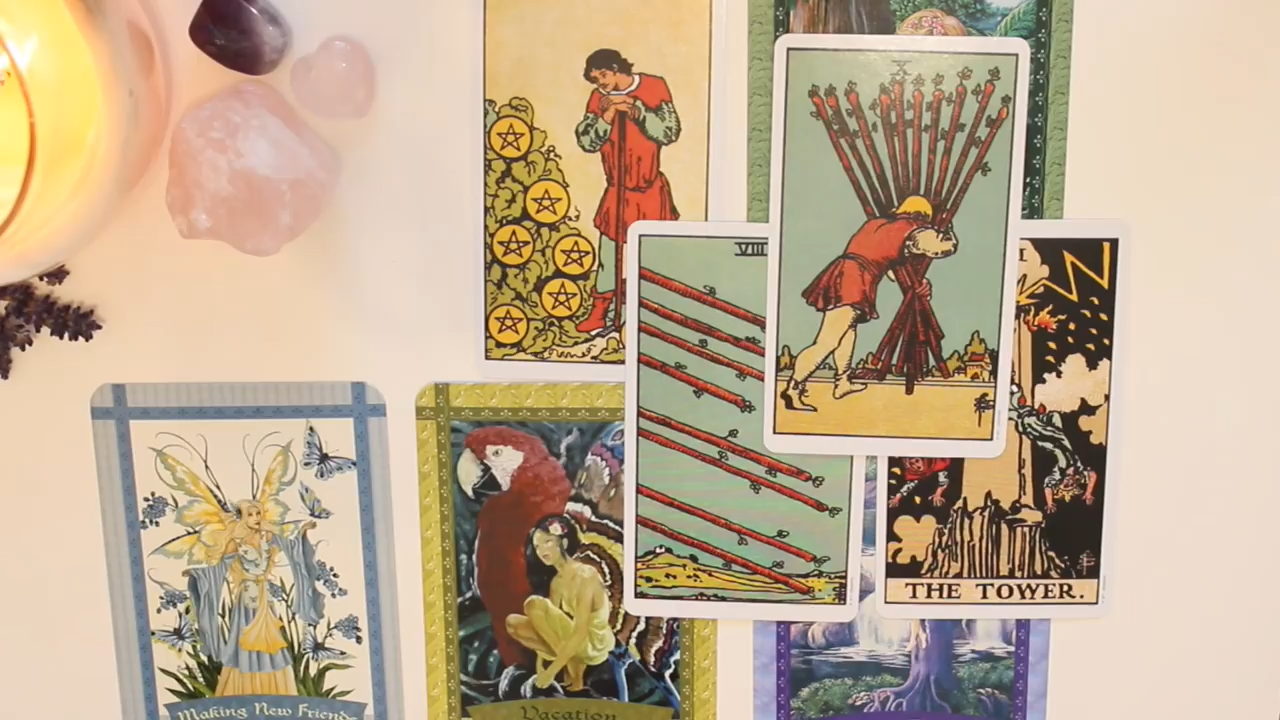 X
VIII
THE TOWER.
Making New Friends
Vacation